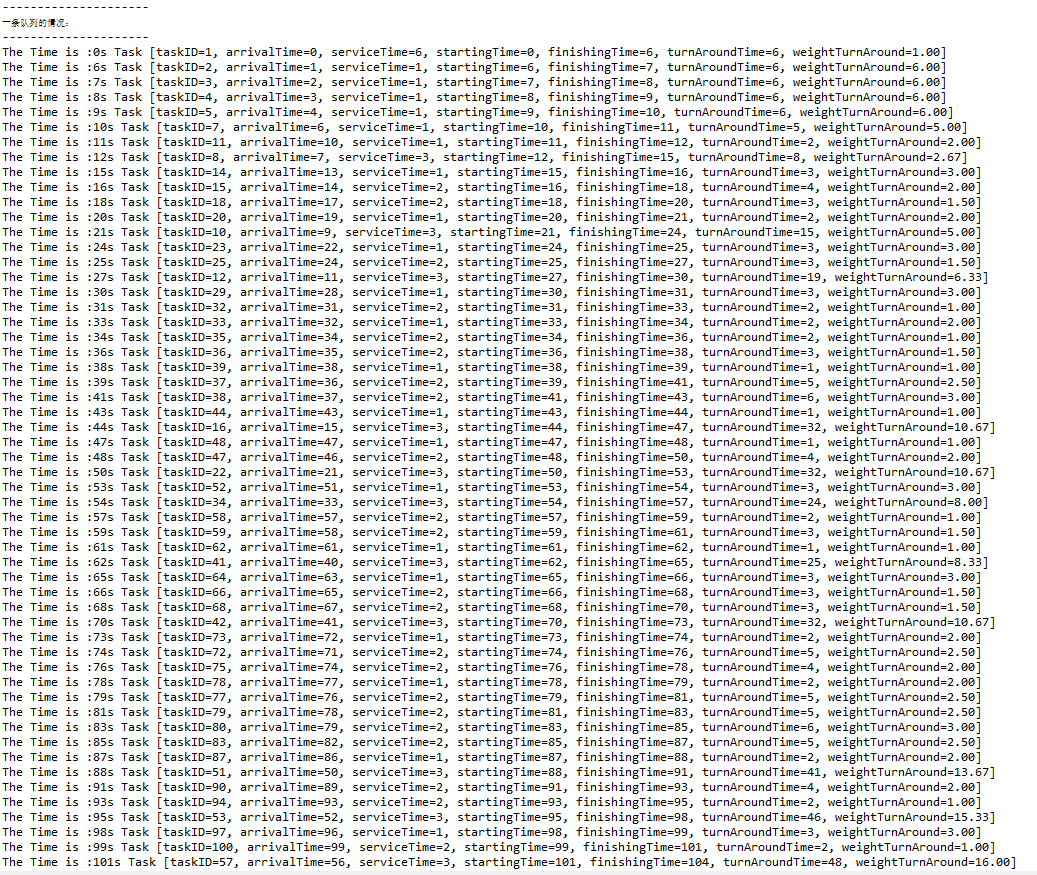 ---------------------
一条队列的情况:
---------------------
The Time is :0s Task [taskID=1, arrivalTime=0, serviceTime=6, startingTime=0, finishingTime=6, turnAroundTime=6, weightTurnAround=1.00]
The Time is :6s Task [taskID=2, arrivalTime=1, serviceTime=1, startingTime=6, finishingTime=7, turnAroundTime=6, weightTurnAround=6.00]
The Time is :7s Task [taskID=3, arrivalTime=2, serviceTime=1, startingTime=7, finishingTime=8, turnAroundTime=6, weightTurnAround=6.00]
The Time is :8s Task [taskID=4, arrivalTime=3, serviceTime=1, startingTime=8, finishingTime=9, turnAroundTime=6, weightTurnAround=6.00]
The Time is :9s Task [taskID=5, arrivalTime=4, serviceTime=1, startingTime=9, finishingTime=10, turnAroundTime=6, weightTurnAround=6.00]
The Time is :10s Task [taskID=7, arrivalTime=6, serviceTime=1, startingTime=10, finishingTime=11, turnAroundTime=5, weightTurnAround=5.00]
The Time is :11s Task [taskID=11, arrivalTime=10, serviceTime=1, startingTime=11, finishingTime=12, turnAroundTime=2, weightTurnAround=2.00]
The Time is :12s Task [taskID=8, arrivalTime=7, serviceTime=3, startingTime=12, finishingTime=15, turnAroundTime=8, weightTurnAround=2.67]
The Time is :15s Task [taskID=14, arrivalTime=13, serviceTime=1, startingTime=15, finishingTime=16, turnAroundTime=3, weightTurnAround=3.00]
The Time is :16s Task [taskID=15, arrivalTime=14, serviceTime=2, startingTime=16, finishingTime=18, turnAroundTime=4, weightTurnAround=2.00]
The Time is :18s Task [taskID=18, arrivalTime=17, serviceTime=2, startingTime=18, finishingTime=20, turnAroundTime=3, weightTurnAround=1.50]
The Time is :20s Task [taskID=20, arrivalTime=19, serviceTime=1, startingTime=20, finishingTime=21, turnAroundTime=2, weightTurnAround=2.00]
The Time is :21s Task [taskID=10, arrivalTime=9, serviceTime=3, startingTime=21, finishingTime=24, turnAroundTime=15, weightTurnAround=5.00]
The Time is :24s Task [taskID=23, arrivalTime=22, serviceTime=1, startingTime=24, finishingTime=25, turnAroundTime=3, weightTurnAround=3.00]
The Time is :25s Task [taskID=25, arrivalTime=24, serviceTime=2, startingTime=25, finishingTime=27, turnAroundTime=3, weightTurnAround=1.50]
The Time is :27s Task [taskID=12, arrivalTime=11, serviceTime=3, startingTime=27, finishingTime=30, turnAroundTime=19, weightTurnAround=6.33]
The Time is :30s Task [taskID=29, arrivalTime=28, serviceTime=1, startingTime=30, finishingTime=31, turnAroundTime=3, weightTurnAround=3.00]
The Time is :31s Task [taskID=32, arrivalTime=31, serviceTime=2, startingTime=31, finishingTime=33, turnAroundTime=2, weightTurnAround=1.00]
The Time is :33s Task [taskID=33, arrivalTime=32, serviceTime=1, startingTime=33, finishingTime=34, turnAroundTime=2, weightTurnAround=2.00]
The Time is :34s Task [taskID=35, arrivalTime=34, serviceTime=2, startingTime=34, finishingTime=36, turnAroundTime=2, weightTurnAround=1.00]
The Time is :36s Task [taskID=36, arrivalTime=35, serviceTime=2, startingTime=36, finishingTime=38, turnAroundTime=3, weightTurnAround=1.50]
The Time is :38s Task [taskID=39, arrivalTime=38, serviceTime=1, startingTime=38, finishingTime=39, turnAroundTime=1, weightTurnAround=1.00]
The Time is :39s Task [taskID=37, arrivalTime=36, serviceTime=2, startingTime=39, finishingTime=41, turnAroundTime=5, weightTurnAround=2.50]
The Time is :41s Task [taskID=38, arrivalTime=37, serviceTime=2, startingTime=41, finishingTime=43, turnAroundTime=6, weightTurnAround=3.00]
The Time is :43s Task [taskID=44, arrivalTime=43, serviceTime=1, startingTime=43, finishingTime=44, turnAroundTime=1, weightTurnAround=1.00]
The Time is :44s Task [taskID=16, arrivalTime=15, serviceTime=3, startingTime=44, finishingTime=47, turnAroundTime=32, weightTurnAround=10.67]
The Time is :47s Task [taskID=48, arrivalTime=47, serviceTime=1, startingTime=47, finishingTime=48, turnAroundTime=1, weightTurnAround=1.00]
The Time is :48s Task [taskID=47, arrivalTime=46, serviceTime=2, startingTime=48, finishingTime=50, turnAroundTime=4, weightTurnAround=2.00]
The Time is :50s Task [taskID=22, arrivalTime=21, serviceTime=3, startingTime=50, finishingTime=53, turnAroundTime=32, weightTurnAround=10.67]
The Time is :53s Task [taskID=52, arrivalTime=51, serviceTime=1, startingTime=53, finishingTime=54, turnAroundTime=3, weightTurnAround=3.00]
The Time is :54s Task [taskID=34, arrivalTime=33, serviceTime=3, startingTime=54, finishingTime=57, turnAroundTime=24, weightTurnAround=8.00]
The Time is :57s Task [taskID=58, arrivalTime=57, serviceTime=2, startingTime=57, finishingTime=59, turnAroundTime=2, weightTurnAround=1.00]
The Time is :59s Task [taskID=59, arrivalTime=58, serviceTime=2, startingTime=59, finishingTime=61, turnAroundTime=3, weightTurnAround=1.50]
The Time is :61s Task [taskID=62, arrivalTime=61, serviceTime=1, startingTime=61, finishingTime=62, turnAroundTime=1, weightTurnAround=1.00]
The Time is :62s Task [taskID=41, arrivalTime=40, serviceTime=3, startingTime=62, finishingTime=65, turnAroundTime=25, weightTurnAround=8.33]
The Time is :65s Task [taskID=64, arrivalTime=63, serviceTime=1, startingTime=65, finishingTime=66, turnAroundTime=3, weightTurnAround=3.00]
The Time is :66s Task [taskID=66, arrivalTime=65, serviceTime=2, startingTime=66, finishingTime=68, turnAroundTime=3, weightTurnAround=1.50]
The Time is :68s Task [taskID=68, arrivalTime=67, serviceTime=2, startingTime=68, finishingTime=70, turnAroundTime=3, weightTurnAround=1.50]
The Time is :70s Task [taskID=42, arrivalTime=41, serviceTime=3, startingTime=70, finishingTime=73, turnAroundTime=32, weightTurnAround=10.67]
The Time is :73s Task [taskID=73, arrivalTime=72, serviceTime=1, startingTime=73, finishingTime=74, turnAroundTime=2, weightTurnAround=2.00]
The Time is :74s Task [taskID=72, arrivalTime=71, serviceTime=2, startingTime=74, finishingTime=76, turnAroundTime=5, weightTurnAround=2.50]
The Time is :76s Task [taskID=75, arrivalTime=74, serviceTime=2, startingTime=76, finishingTime=78, turnAroundTime=4, weightTurnAround=2.00]
The Time is :78s Task [taskID=78, arrivalTime=77, serviceTime=1, startingTime=78, finishingTime=79, turnAroundTime=2, weightTurnAround=2.00]
The Time is :79s Task [taskID=77, arrivalTime=76, serviceTime=2, startingTime=79, finishingTime=81, turnAroundTime=5, weightTurnAround=2.50]
The Time is :81s Task [taskID=79, arrivalTime=78, serviceTime=2, startingTime=81, finishingTime=83, turnAroundTime=5, weightTurnAround=2.50]
The Time is :83s Task [taskID=80, arrivalTime=79, serviceTime=2, startingTime=83, finishingTime=85, turnAroundTime=6, weightTurnAround=3.00]
The Time is :85s Task [taskID=83, arrivalTime=82, serviceTime=2, startingTime=85, finishingTime=87, turnAroundTime=5, weightTurnAround=2.50]
The Time is :87s Task [taskID=87, arrivalTime=86, serviceTime=1, startingTime=87, finishingTime=88, turnAroundTime=2, weightTurnAround=2.00]
The Time is :88s Task [taskID=51, arrivalTime=50, serviceTime=3, startingTime=88, finishingTime=91, turnAroundTime=41, weightTurnAround=13.67]
The Time is :91s Task [taskID=90, arrivalTime=89, serviceTime=2, startingTime=91, finishingTime=93, turnAroundTime=4, weightTurnAround=2.00]
The Time is :93s Task [taskID=94, arrivalTime=93, serviceTime=2, startingTime=93, finishingTime=95, turnAroundTime=2, weightTurnAround=1.00]
The Time is :95s Task [taskID=53, arrivalTime=52, serviceTime=3, startingTime=95, finishingTime=98, turnAroundTime=46, weightTurnAround=15.33]
The Time is :98s Task [taskID=97, arrivalTime=96, serviceTime=1, startingTime=98, finishingTime=99, turnAroundTime=3, weightTurnAround=3.00]
The Time is :99s Task [taskID=100, arrivalTime=99, serviceTime=2, startingTime=99, finishingTime=101, turnAroundTime=2, weightTurnAround=1.00]
The Time is :101s Task [taskID=57, arrivalTime=56, serviceTime=3, startingTime=101, finishingTime=104, turnAroundTime=48, weightTurnAround=16.00]